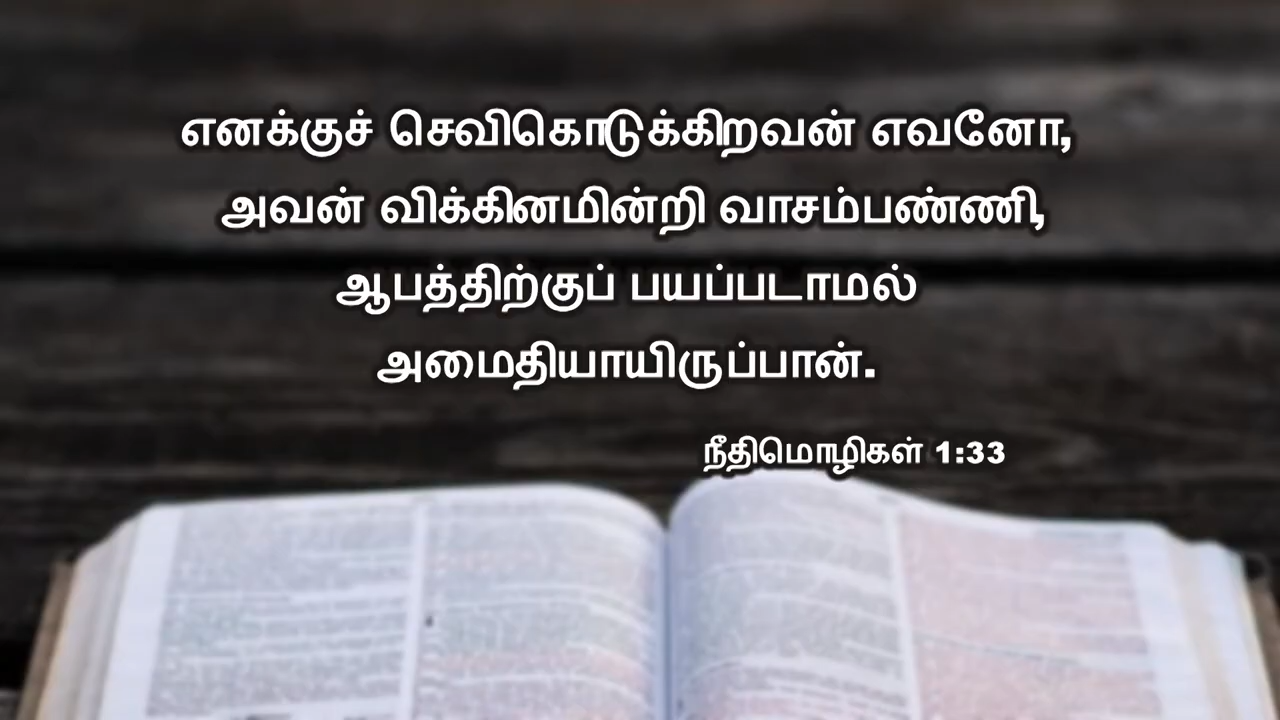 எனக்குச் செவிகொடுக்கிறவன் எவனோ,
அவன் விக்கினமின்றி வாசம்பண்ணி,
ஆபத்திற்குப் பயப்படாமல்
அமைதியாயிருப்பான்.
நீதிமொழிகள் 1:33